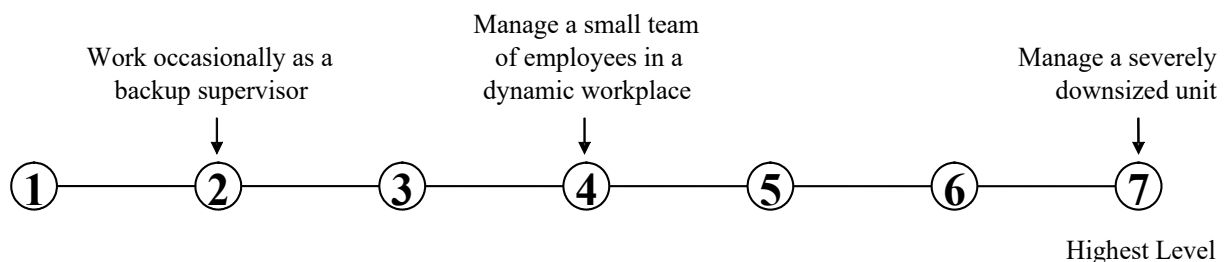 Work occasionally as a
backup supervisor
Manage a small team
of employees in a
dynamic workplace
Manage a severely
downsized unit
1 2 3 4 5 6 7
Highest Level